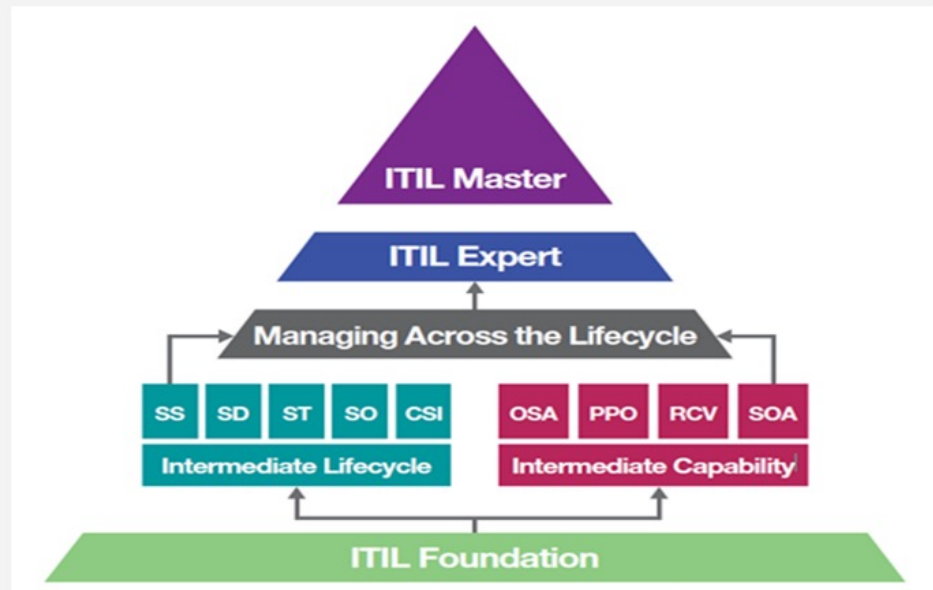 ITIL Master
ITIL Expert
Managing Across the Lifecycle
SS SD ST SO CSI
OSA PPO RCV SOA
Intermediate Lifecycle
Intermediate Capability
ITIL Foundation